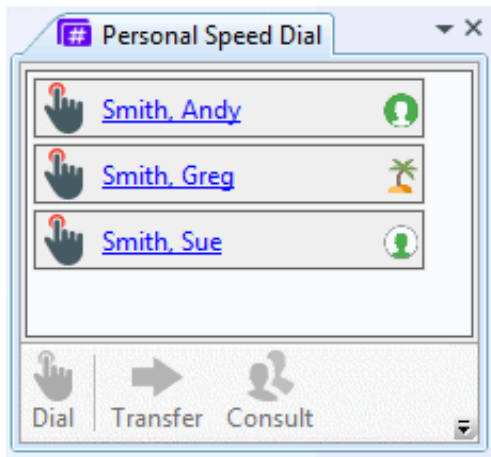 # Personal Speed Dial
Smith, Andy
Smith, Greg
Smith, Sue
Dial Transfer Consult